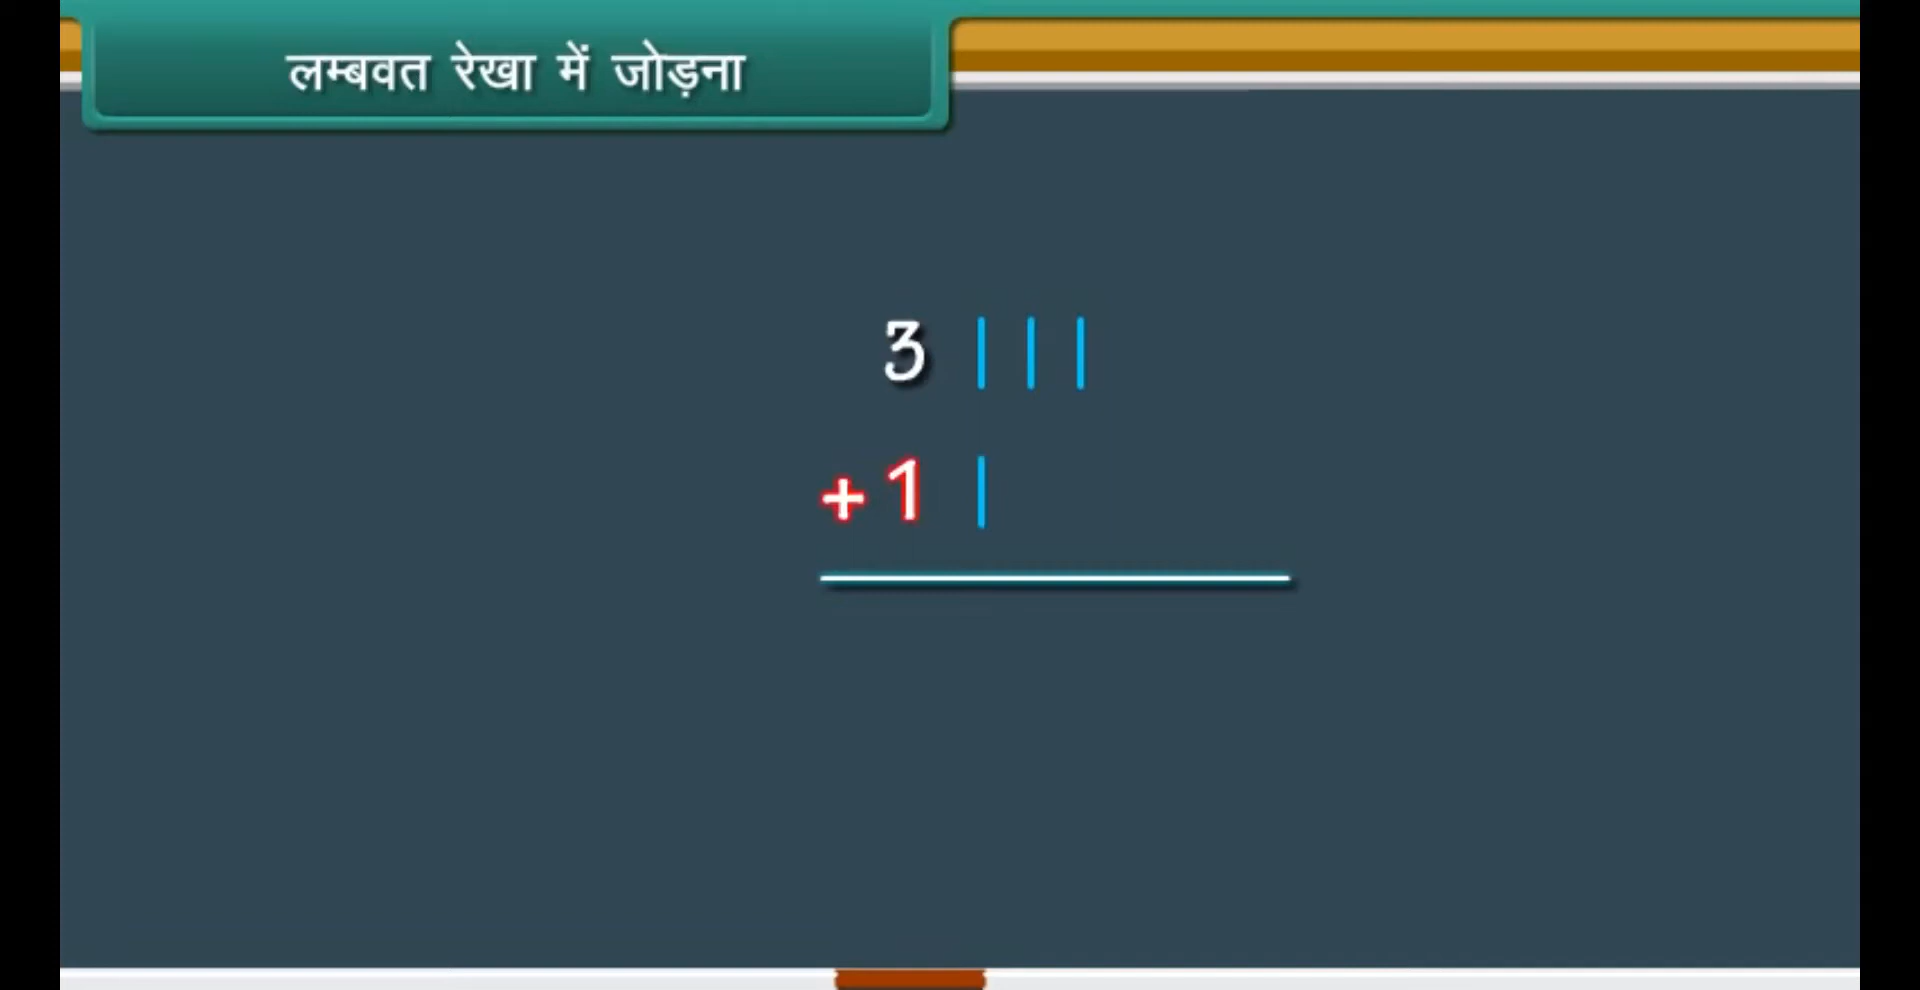 लम्बवत रेखा में जोड़ना
3 | | |
+ 1 |